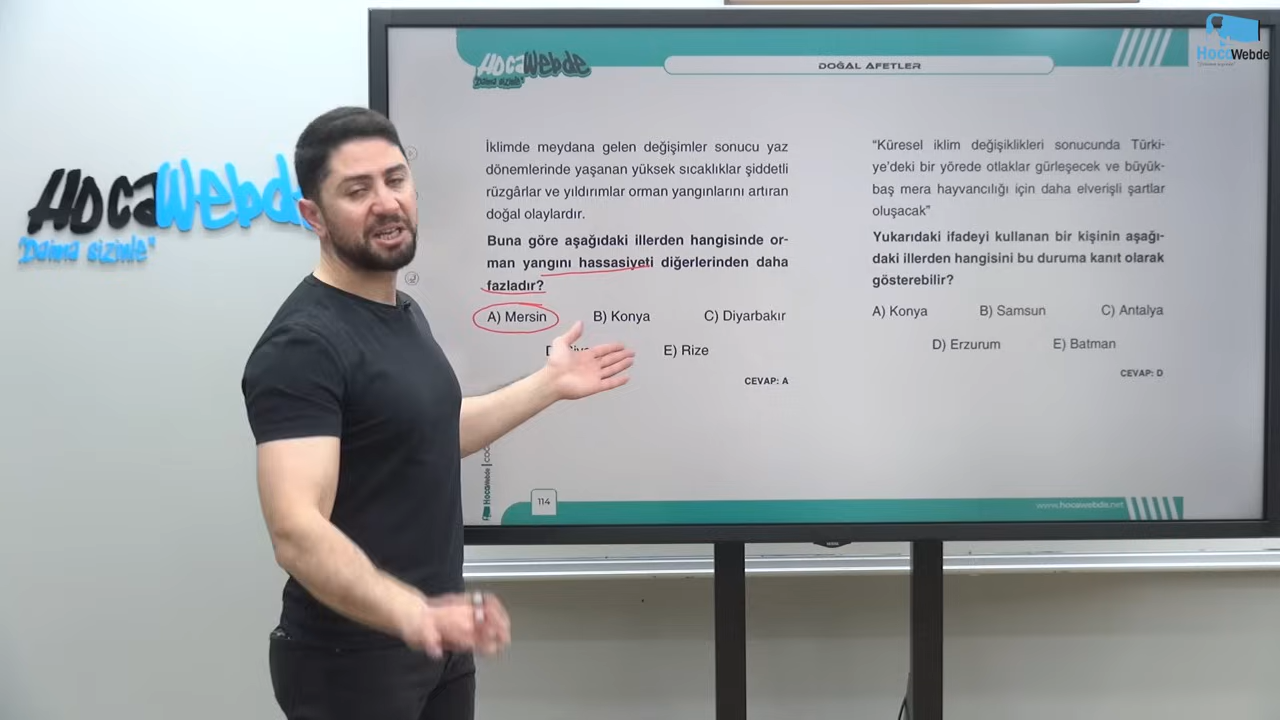 HocaWebde
"Daima sizinle"
HocaWebde
"Daima sizinle"
DOĞAL AFETLER
HocaWebde
İklimde meydana gelen değişimler sonucu yaz
dönemlerinde yaşanan yüksek sıcaklıklar şiddetli
rüzgârlar ve yıldırımlar orman yangınlarını artıran
doğal olaylardır.
Buna göre aşağıdaki illerden hangisinde or-
man yangını hassasiyeti diğerlerinden daha
fazladır?
A) Mersin B) Konya C) Diyarbakır
E) Rize
CEVAP: A
"Küresel iklim değişiklikleri sonucunda Türki-
ye'deki bir yörede otlaklar gürleşecek ve büyük-
baş mera hayvancılığı için daha elverişli şartlar
oluşacak"
Yukarıdaki ifadeyi kullanan bir kişinin aşağı-
daki illerden hangisini bu duruma kanıt olarak
gösterebilir?
A) Konya B) Samsun C) Antalya
D) Erzurum E) Batman
CEVAP: D
HocaWebde
114
www.hocawebde.net